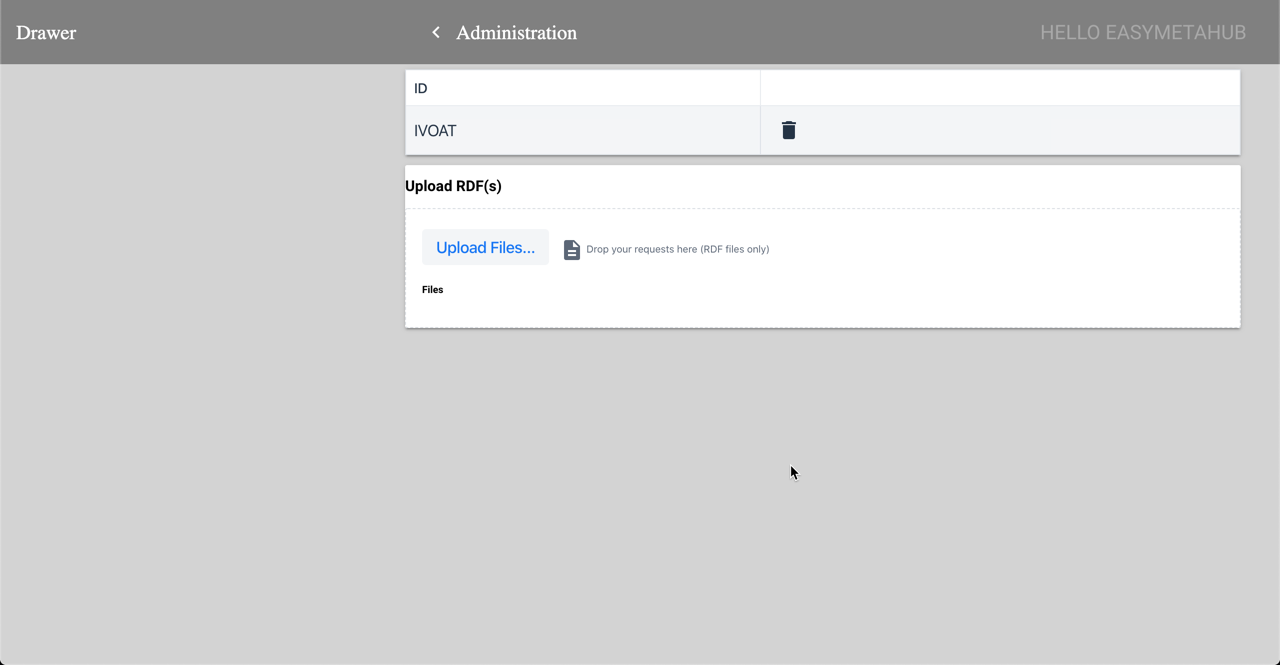 Drawer
Administration
HELLO EASYMETAHUB
ID
IVOAT
Upload RDF(s)
Upload Files...
Drop your requests here (RDF files only)
Files